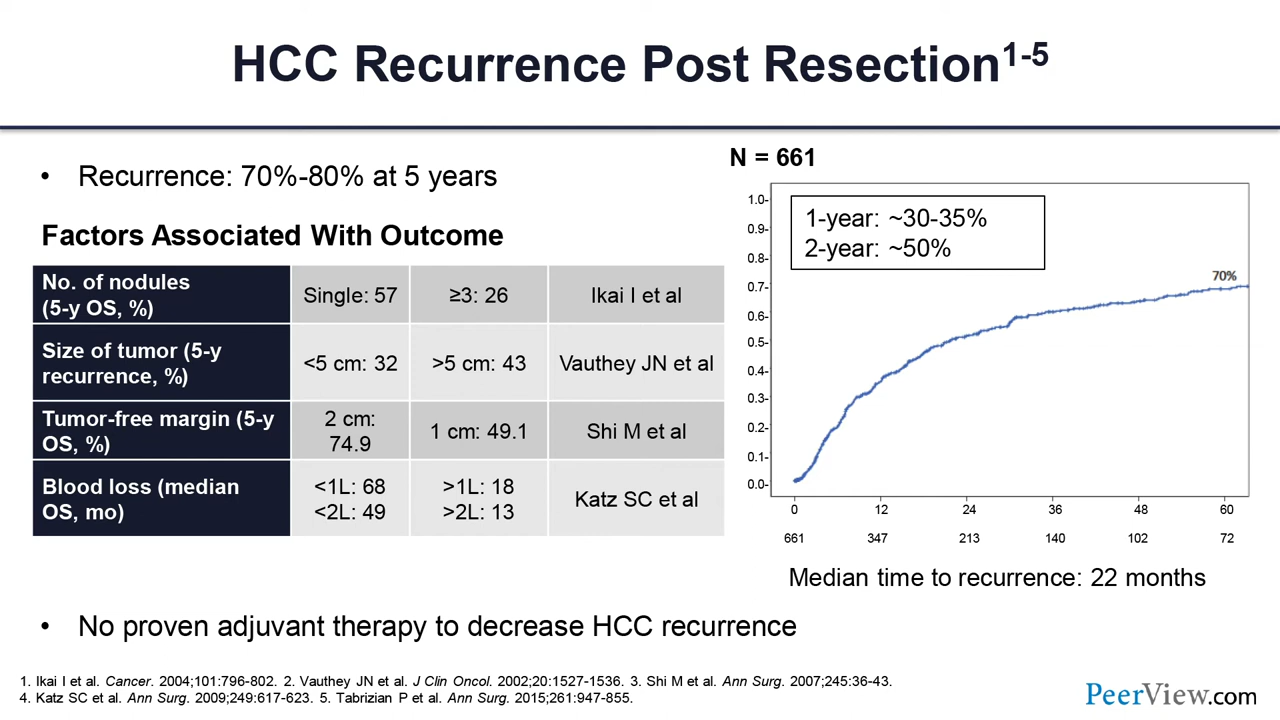 HCC Recurrence Post Resection1-5
• Recurrence: 70%-80% at 5 years
Factors Associated With Outcome
No. of nodules
(5-y OS, %)
Single: 57
≥3: 26
Ikai I et al
Size of tumor (5-y
recurrence, %)
<5 cm: 32
>5 cm: 43
Vauthey JN et al
Tumor-free margin (5-y
OS, %)
2 cm:
74.9
1 cm: 49.1
Shi M et al
Blood loss (median
OS, mo)
<1L: 68
<2L: 49
>1L: 18
>2L: 13
Katz SC et al
N = 661
1-year: ~30-35%
2-year: ~50%
70%
1.0-
0.9-
0.8-
0.7-
0.6-
0.5-
0.4-
0.3-
0.2-
0.1-
0.0-
0 12 24 36 48 60
661 347 213 140 102 72
Median time to recurrence: 22 months
• No proven adjuvant therapy to decrease HCC recurrence
1. Ikai I et al. Cancer. 2004;101:796-802. 2. Vauthey JN et al. J Clin Oncol. 2002;20:1527-1536. 3. Shi M et al. Ann Surg. 2007;245:36-43.
4. Katz SC et al. Ann Surg. 2009;249:617-623. 5. Tabrizian P et al. Ann Surg. 2015;261:947-855.
PeerView.com